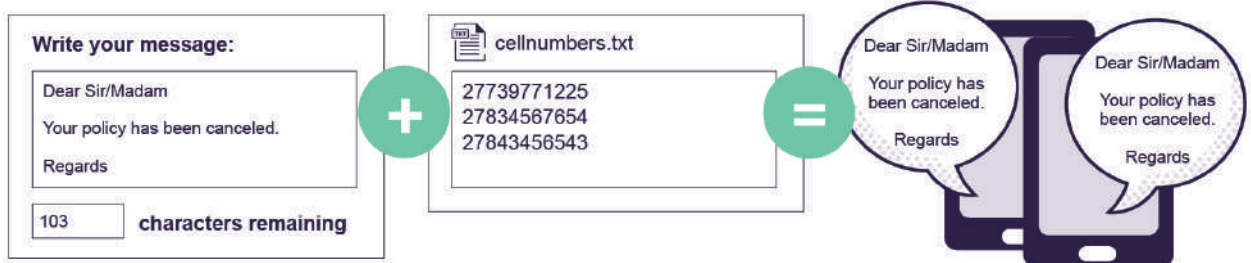 Write your message:
Dear Sir/Madam
Your policy has been canceled.
Regards
103 characters remaining
+
TXT cellnumbers.txt
27739771225
27834567654
27843456543
=
Dear Sir/Madam
Your policy has
been canceled.
Regards
Dear Sir/Madam
Your policy has
been canceled.
Regards